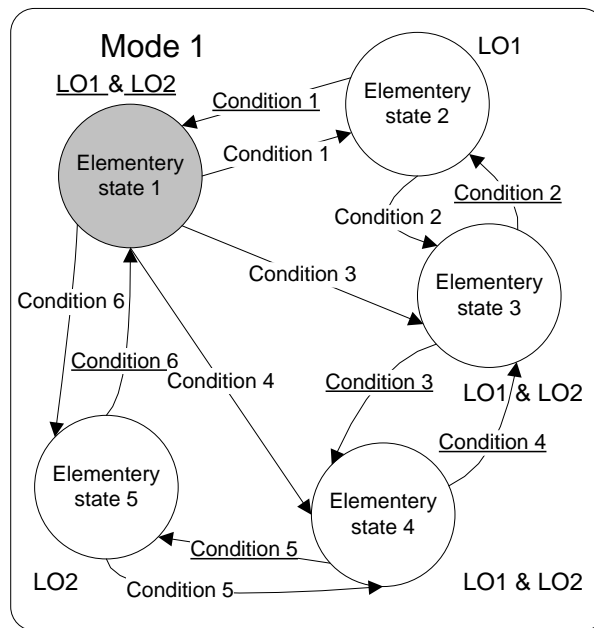 Mode 1
LO1
LO1 & LO2
Condition 1
Elementery
state 2
Condition 1
Elementery
state 1
Condition 2
Condition 2
Condition 3
Elementery
state 3
Condition 6
Condition 6
Condition 4
Condition 3
LO1 & LO2
Condition 4
Elementery
state 5
Elementery
state 4
Condition 5
LO2
Condition 5
LO1 & LO2